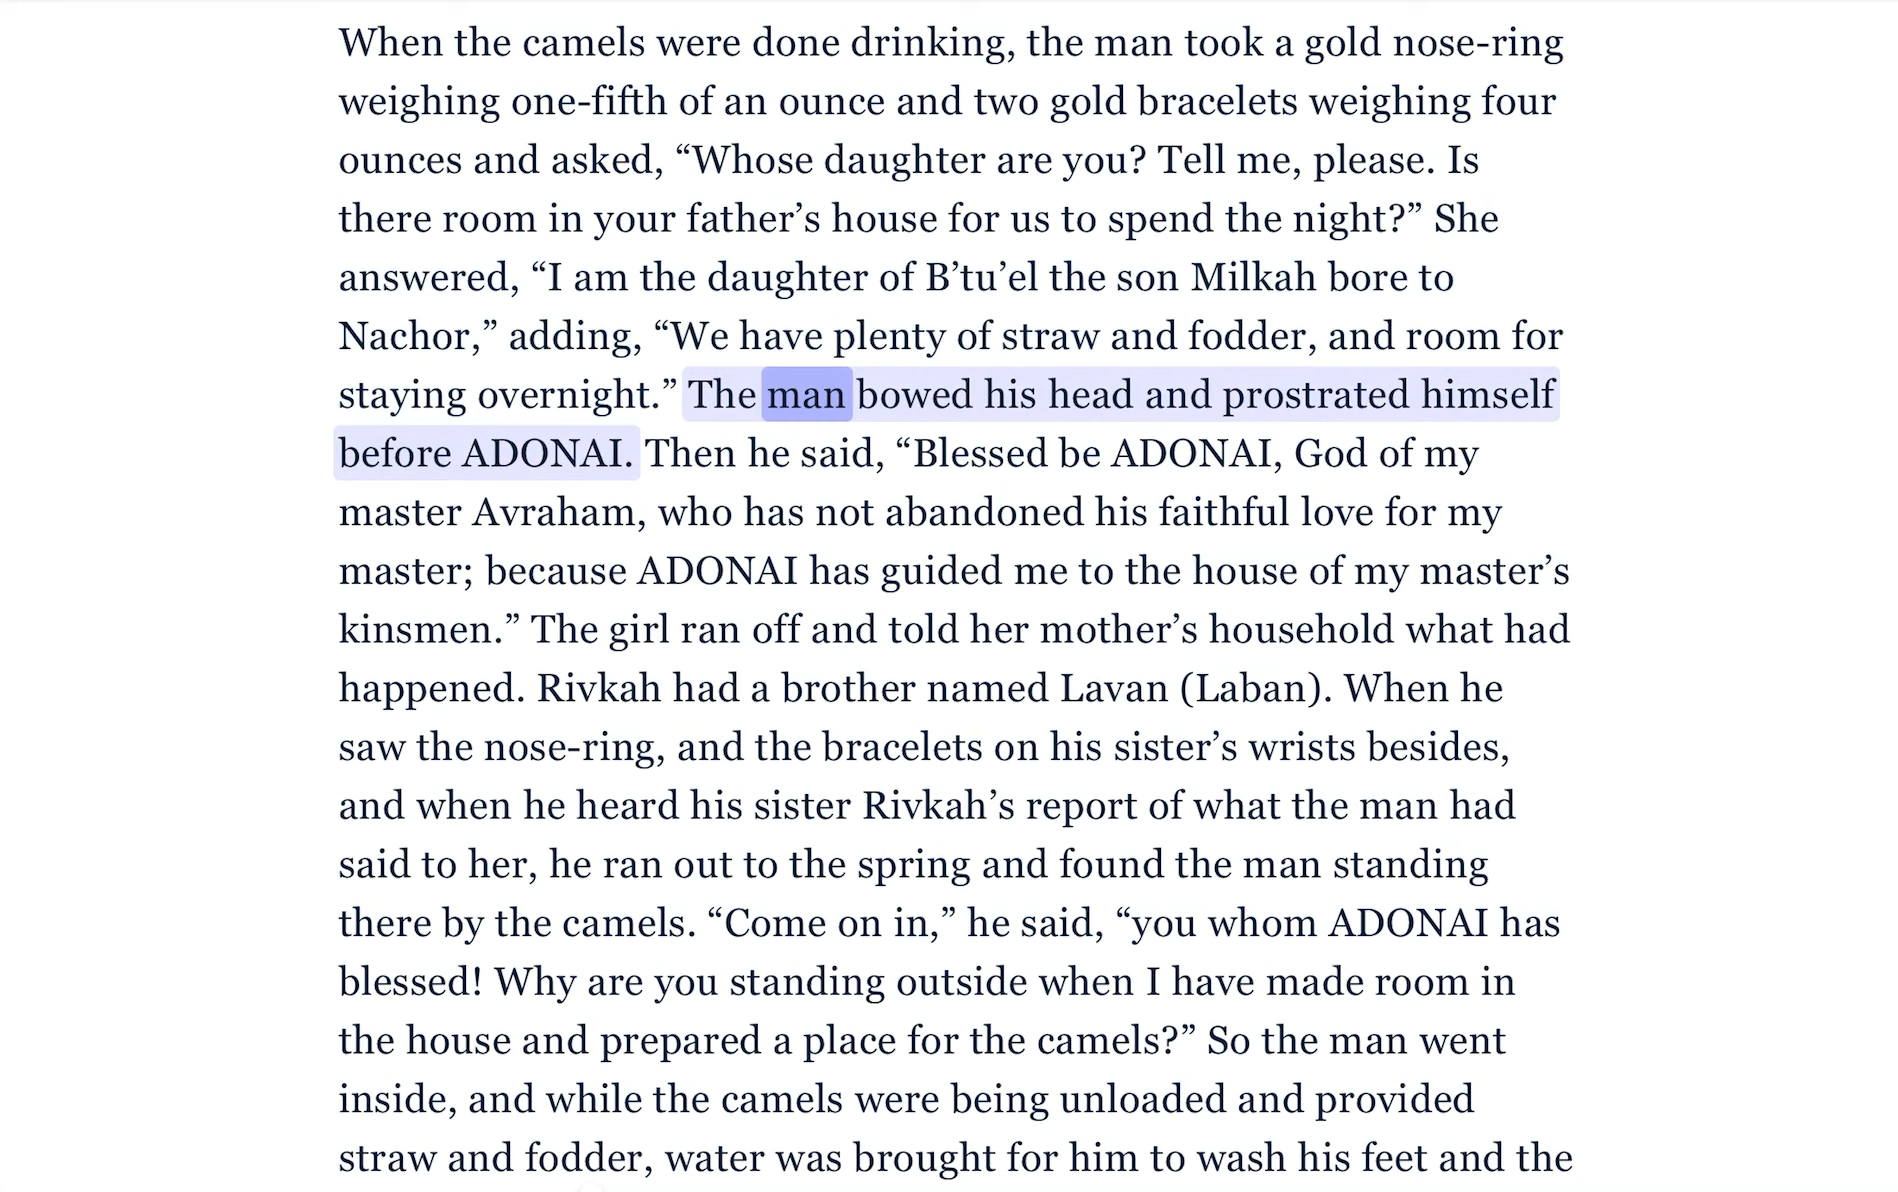 When the camels were done drinking, the man took a gold nose-ring
weighing one-fifth of an ounce and two gold bracelets weighing four
ounces and asked, “Whose daughter are you? Tell me, please. Is
there room in your father’s house for us to spend the night?” She
answered, “I am the daughter of B’tu’el the son Milkah bore to
Nachor,” adding, “We have plenty of straw and fodder, and room for
staying overnight.” The man bowed his head and prostrated himself
before ADONAI. Then he said, “Blessed be ADONAI, God of my
master Avraham, who has not abandoned his faithful love for my
master; because ADONAI has guided me to the house of my master’s
kinsmen.” The girl ran off and told her mother’s household what had
happened. Rivkah had a brother named Lavan (Laban). When he
saw the nose-ring, and the bracelets on his sister’s wrists besides,
and when he heard his sister Rivkah’s report of what the man had
said to her, he ran out to the spring and found the man standing
there by the camels. “Come on in,” he said, “you whom ADONAI has
blessed! Why are you standing outside when I have made room in
the house and prepared a place for the camels?” So the man went
inside, and while the camels were being unloaded and provided
straw and fodder, water was brought for him to wash his feet and the